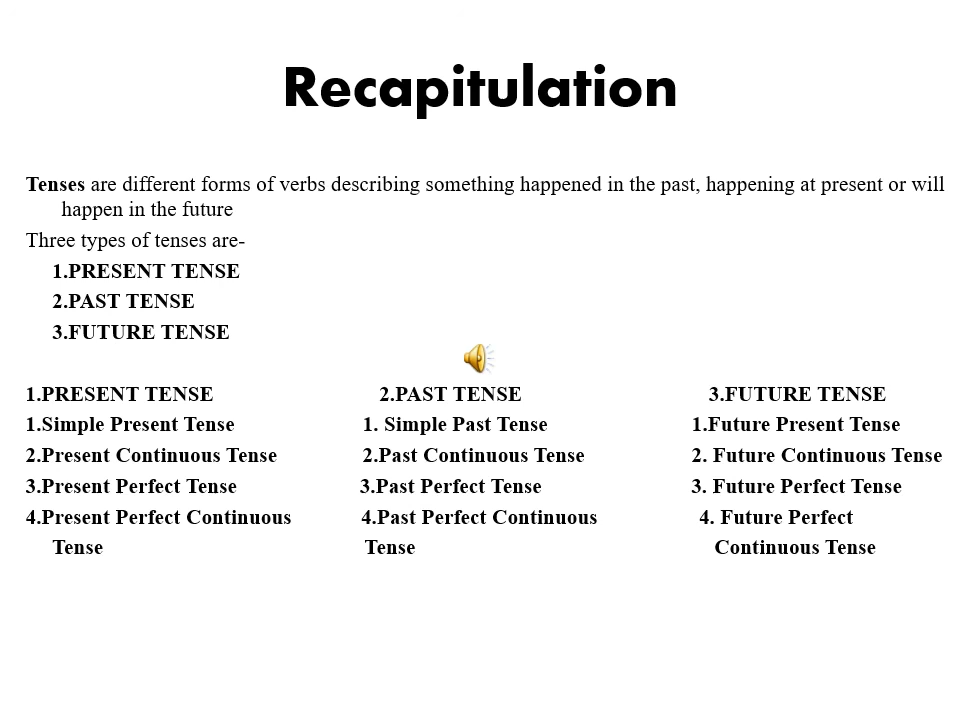 Recapitulation
Tenses are different forms of verbs describing something happened in the past, happening at present or will
happen in the future
Three types of tenses are-
1.PRESENT TENSE
2.PAST TENSE
3.FUTURE TENSE
1.PRESENT TENSE 2.PAST TENSE 3.FUTURE TENSE
1.Simple Present Tense 1. Simple Past Tense 1.Future Present Tense
2.Present Continuous Tense 2.Past Continuous Tense 2. Future Continuous Tense
3.Present Perfect Tense 3.Past Perfect Tense 3. Future Perfect Tense
4.Present Perfect Continuous 4.Past Perfect Continuous 4. Future Perfect
Tense Tense Continuous Tense